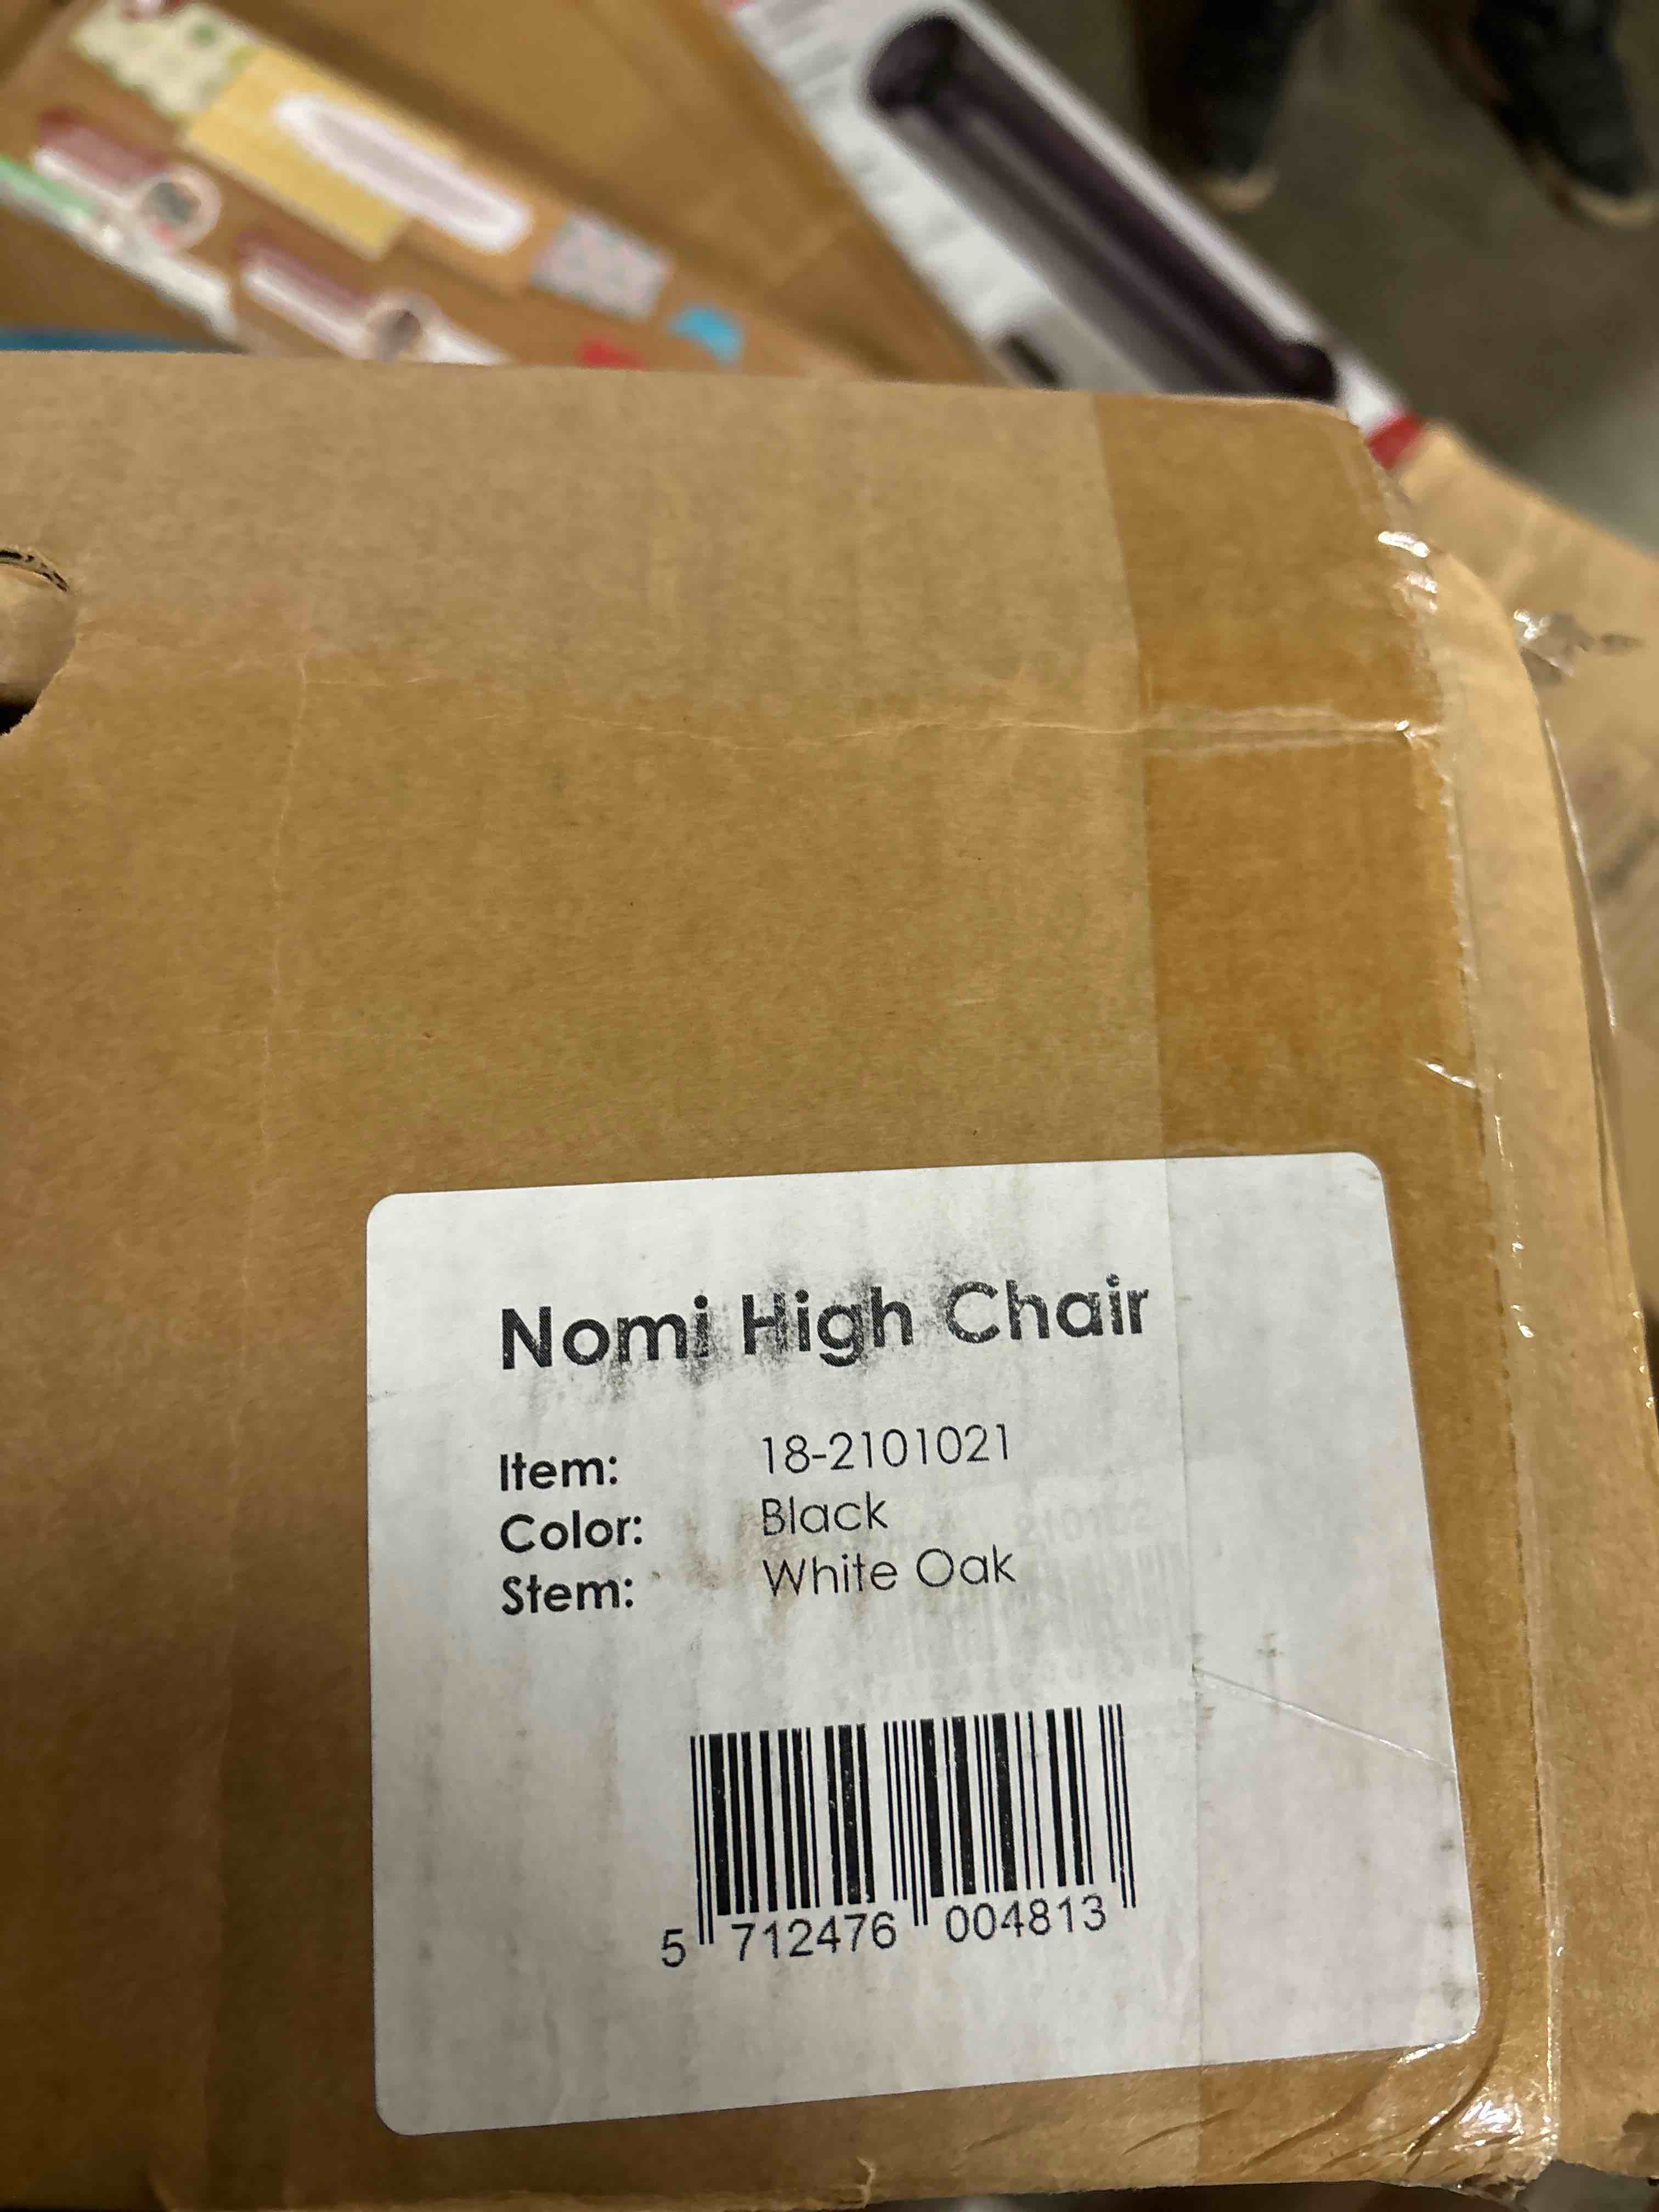 Nomi High Chair
Item: 18-2101021
Color: Black
Stem: White Oak
5 712476 004813